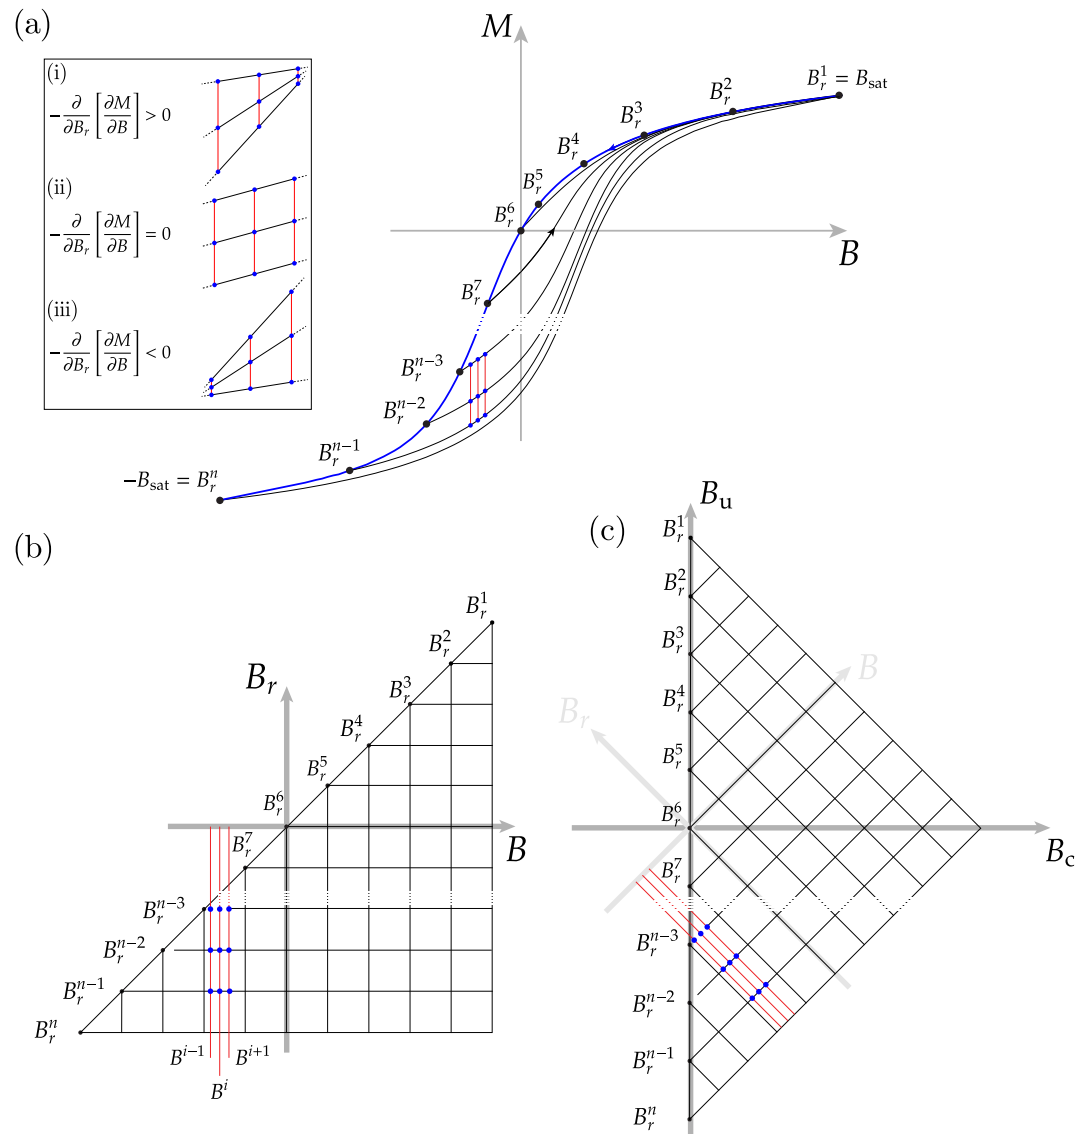 (a)
M
B
B_r^1 = B_sat
B_r^2
B_r^3
B_r^4
B_r^5
B_r^6
B_r^7
B_r^{n−3}
B_r^{n−2}
B_r^{n−1}
−B_sat = B_r^n
(i)
−∂/∂B_r [∂M/∂B] > 0
(ii)
−∂/∂B_r [∂M/∂B] = 0
(iii)
−∂/∂B_r [∂M/∂B] < 0
(b)
B_r
B
B_r^1
B_r^2
B_r^3
B_r^4
B_r^5
B_r^6
B_r^7
B_r^{n−3}
B_r^{n−2}
B_r^{n−1}
B_r^n
B^{i−1}
B^i
B^{i+1}
(c)
B_u
B_c
B
B_r
B_r^1
B_r^2
B_r^3
B_r^4
B_r^5
B_r^6
B_r^7
B_r^{n−3}
B_r^{n−2}
B_r^{n−1}
B_r^n